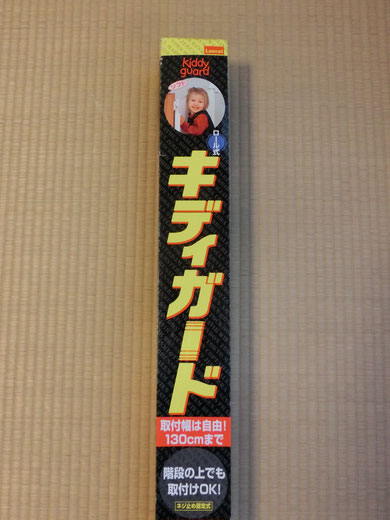 Lascal
kiddy
guard
ロール式
キディガード
取付幅は自由!
130cmまで
階段の上でも
取付けOK!
ネジ止め固定式